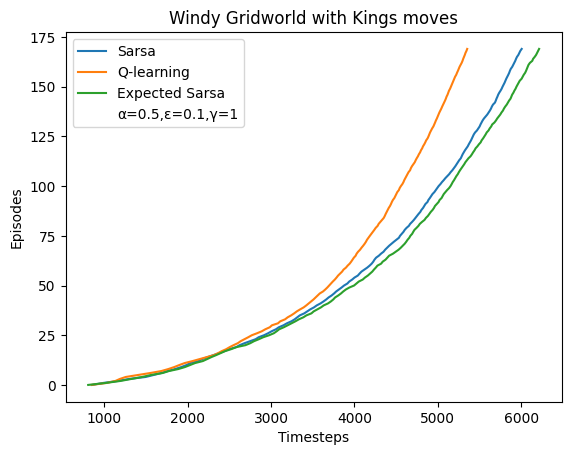 Windy Gridworld with Kings moves
175
150
125
100
75
50
25
0
Episodes
Sarsa
Q-learning
Expected Sarsa
α=0.5,ε=0.1,γ=1
1000 2000 3000 4000 5000 6000
Timesteps